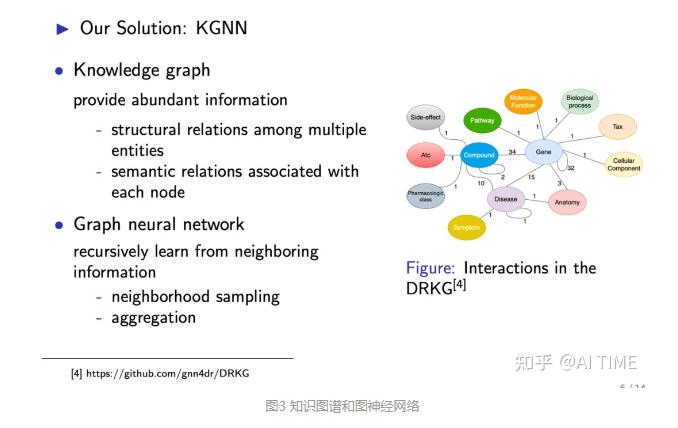 Our Solution: KGNN
Knowledge graph
provide abundant information
- structural relations among multiple
entities
- semantic relations associated with
each node
Graph neural network
recursively learn from neighboring
information
- neighborhood sampling
- aggregation
Molecular
Function
Biological
process
Side-effect
Pathway
Tax
1
1
1
1
1
1
Atc
1
Compound
34
Gene
1
Cellular
Component
2
32
Pharmacologic
class
1
10
15
3
Disease
1
Anatomy
Symptom
1
1
Figure: Interactions in the
DRKG[4]
[4] https://github.com/gnn4dr/DRKG
知乎 @AI TIME
图3 知识图谱和图神经网络